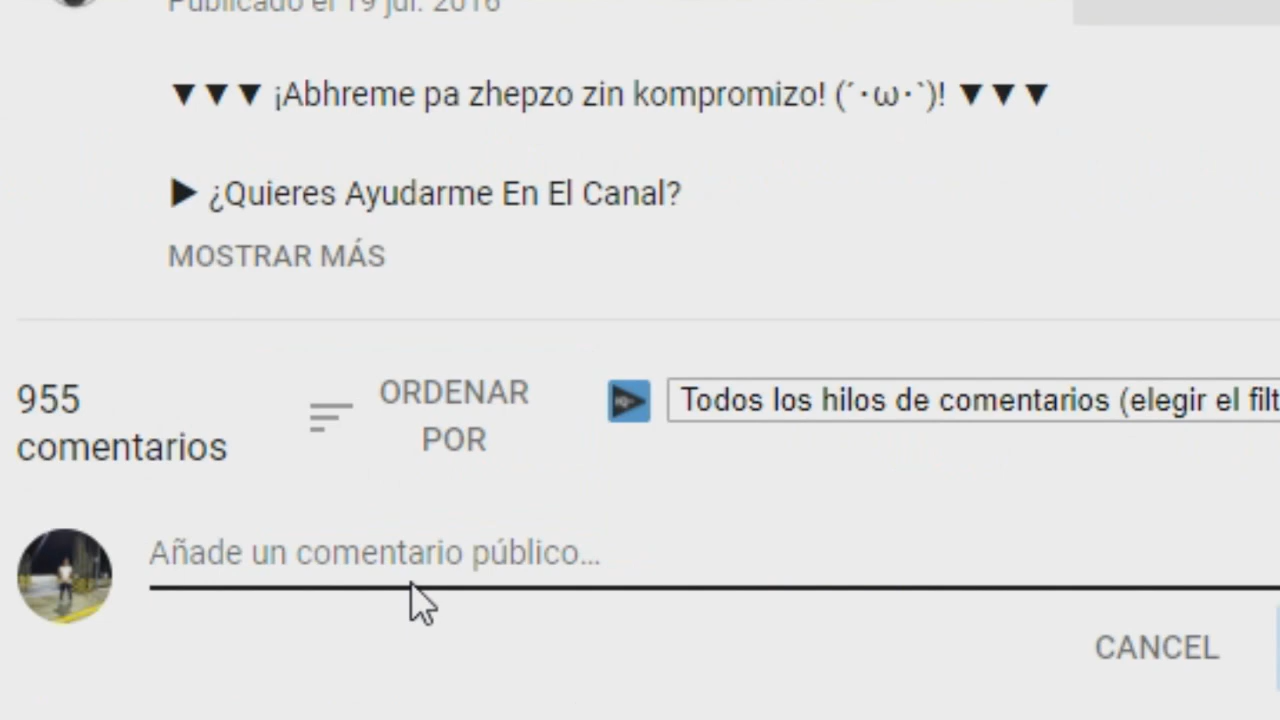 Publicado el 19 jul. 2016
▼▼▼ ¡Abhreme pa zhepzo zin kompromizo! (´･ω･`)! ▼▼▼
► ¿Quieres Ayudarme En El Canal?
MOSTRAR MÁS
955
comentarios
ORDENAR
POR
Todos los hilos de comentarios (elegir el filt
Añade un comentario público...
CANCEL